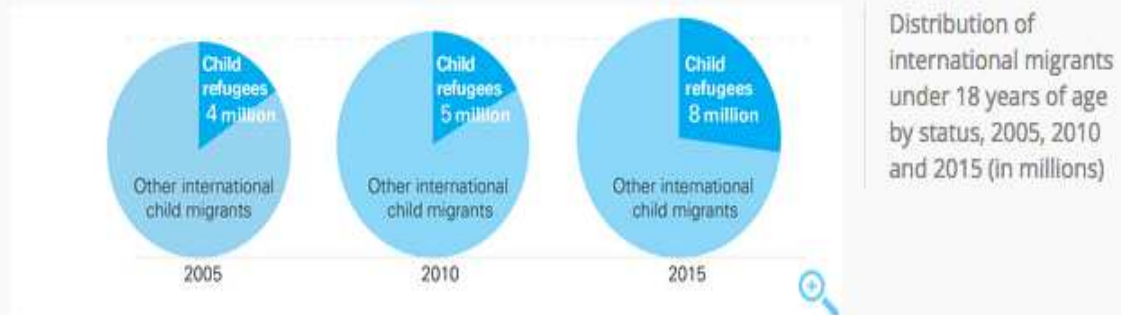 Child
refugees
4 million
Other international
child migrants
2005
Child
refugees
5 million
Other international
child migrants
2010
Child
refugees
8 million
Other international
child migrants
2015
Distribution of
international migrants
under 18 years of age
by status, 2005, 2010
and 2015 (in millions)